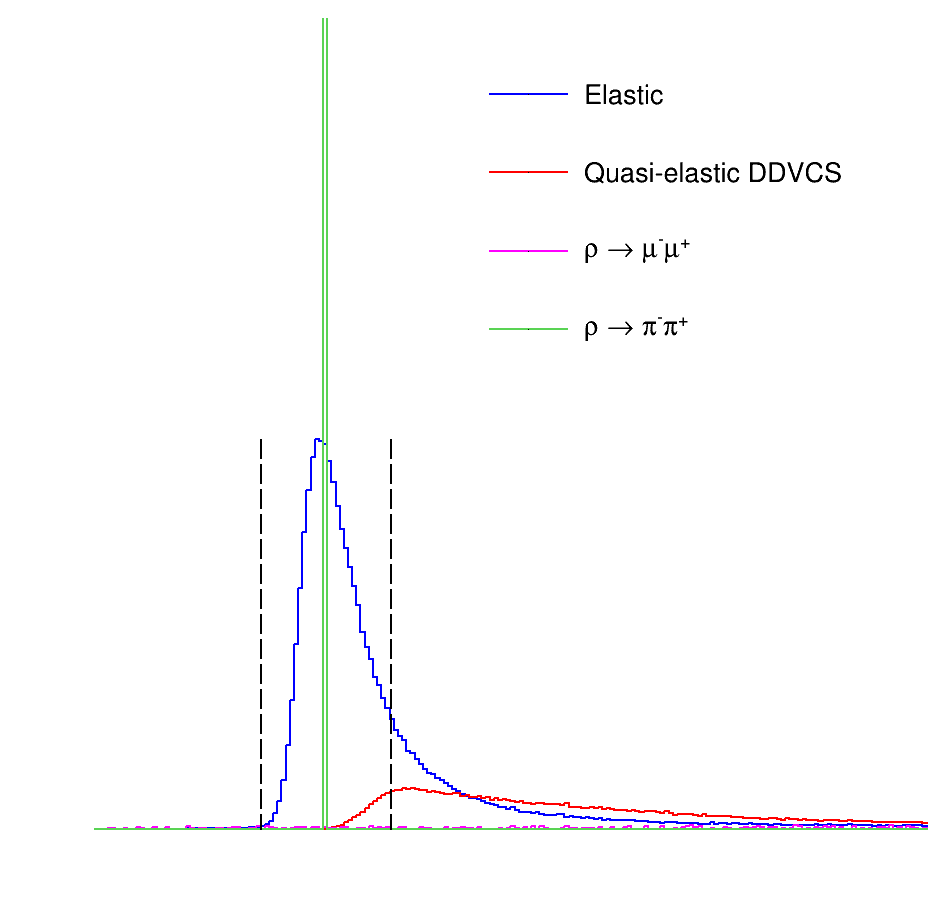 Elastic
Quasi-elastic DDVCS
ρ → μ⁻μ⁺
ρ → π⁻π⁺